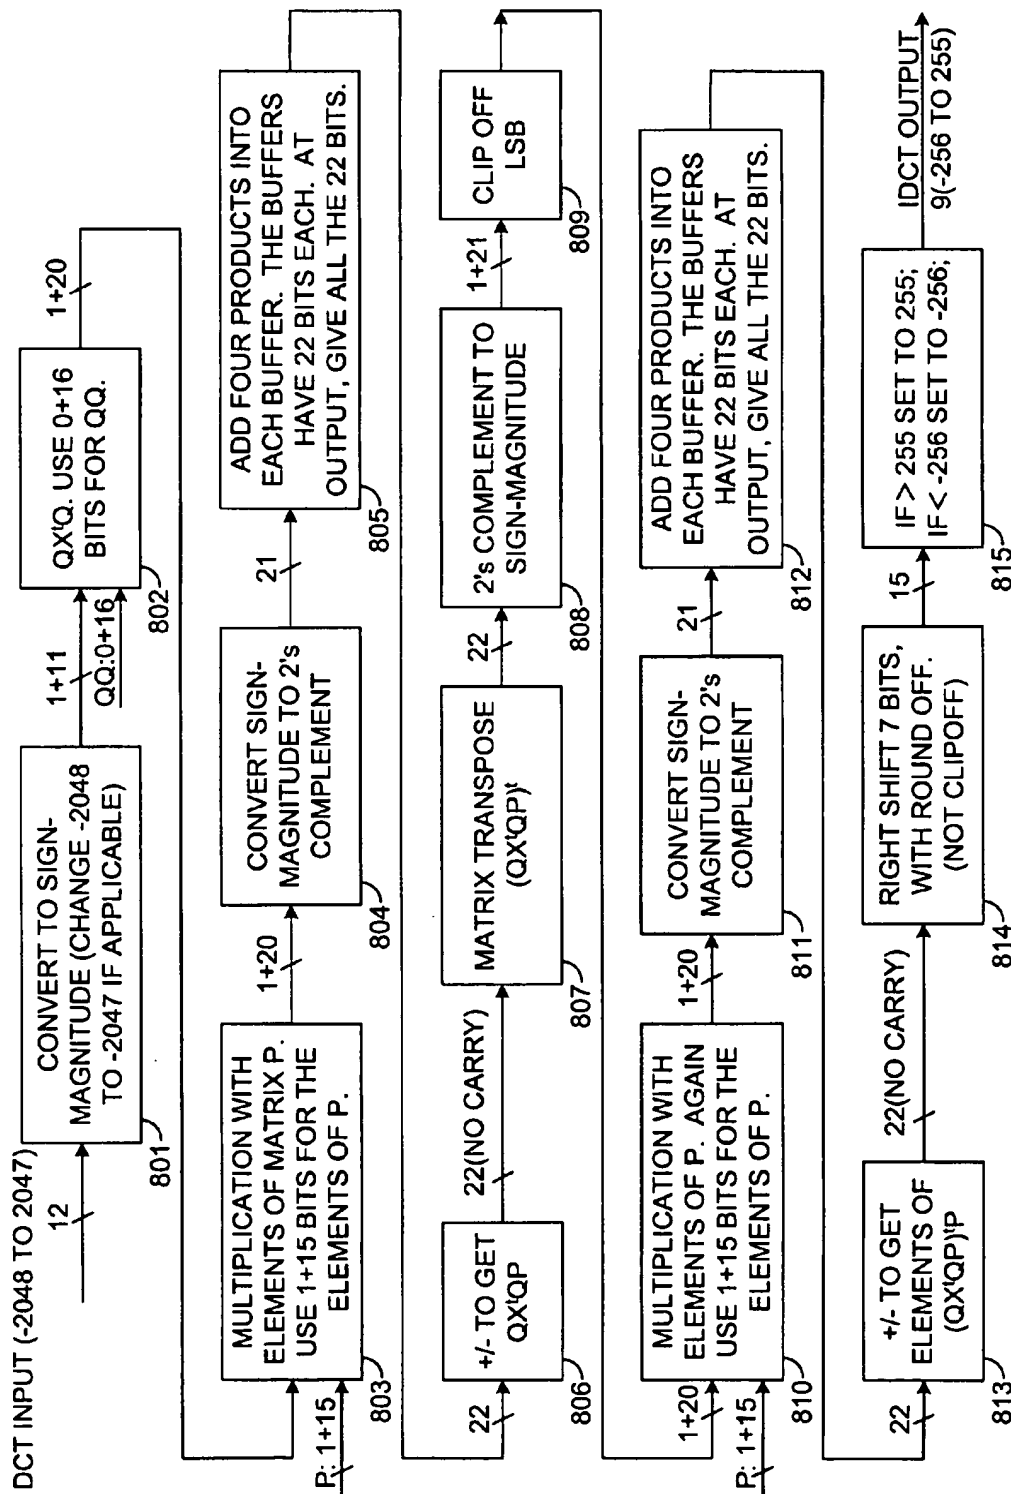 DCT INPUT (-2048 TO 2047)
12
CONVERT TO SIGN-
MAGNITUDE (CHANGE -2048
TO -2047 IF APPLICABLE)
801
1+11
QQ:0+16
QXᵗQ. USE 0+16
BITS FOR QQ.
802
1+20
P: 1+15
MULTIPLICATION WITH
ELEMENTS OF MATRIX P.
USE 1+15 BITS FOR THE
ELEMENTS OF P.
803
1+20
CONVERT SIGN-
MAGNITUDE TO 2's
COMPLEMENT
804
21
ADD FOUR PRODUCTS INTO
EACH BUFFER. THE BUFFERS
HAVE 22 BITS EACH. AT
OUTPUT, GIVE ALL THE 22 BITS.
805
22
+/- TO GET
QXᵗQP
806
22(NO CARRY)
MATRIX TRANSPOSE
(QXᵗQP)ᵗ
807
22
2's COMPLEMENT TO
SIGN-MAGNITUDE
808
1+21
CLIP OFF
LSB
809
1+20
P: 1+15
MULTIPLICATION WITH
ELEMENTS OF P. AGAIN
USE 1+15 BITS FOR THE
ELEMENTS OF P.
810
1+20
CONVERT SIGN-
MAGNITUDE TO 2's
COMPLEMENT
811
21
ADD FOUR PRODUCTS INTO
EACH BUFFER. THE BUFFERS
HAVE 22 BITS EACH. AT
OUTPUT, GIVE ALL THE 22 BITS.
812
22
+/- TO GET
ELEMENTS OF
(QXᵗQP)ᵗP
813
22(NO CARRY)
RIGHT SHIFT 7 BITS,
WITH ROUND OFF.
(NOT CLIPOFF)
814
15
IF > 255 SET TO 255;
IF < -256 SET TO -256;
815
IDCT OUTPUT
9(-256 TO 255)